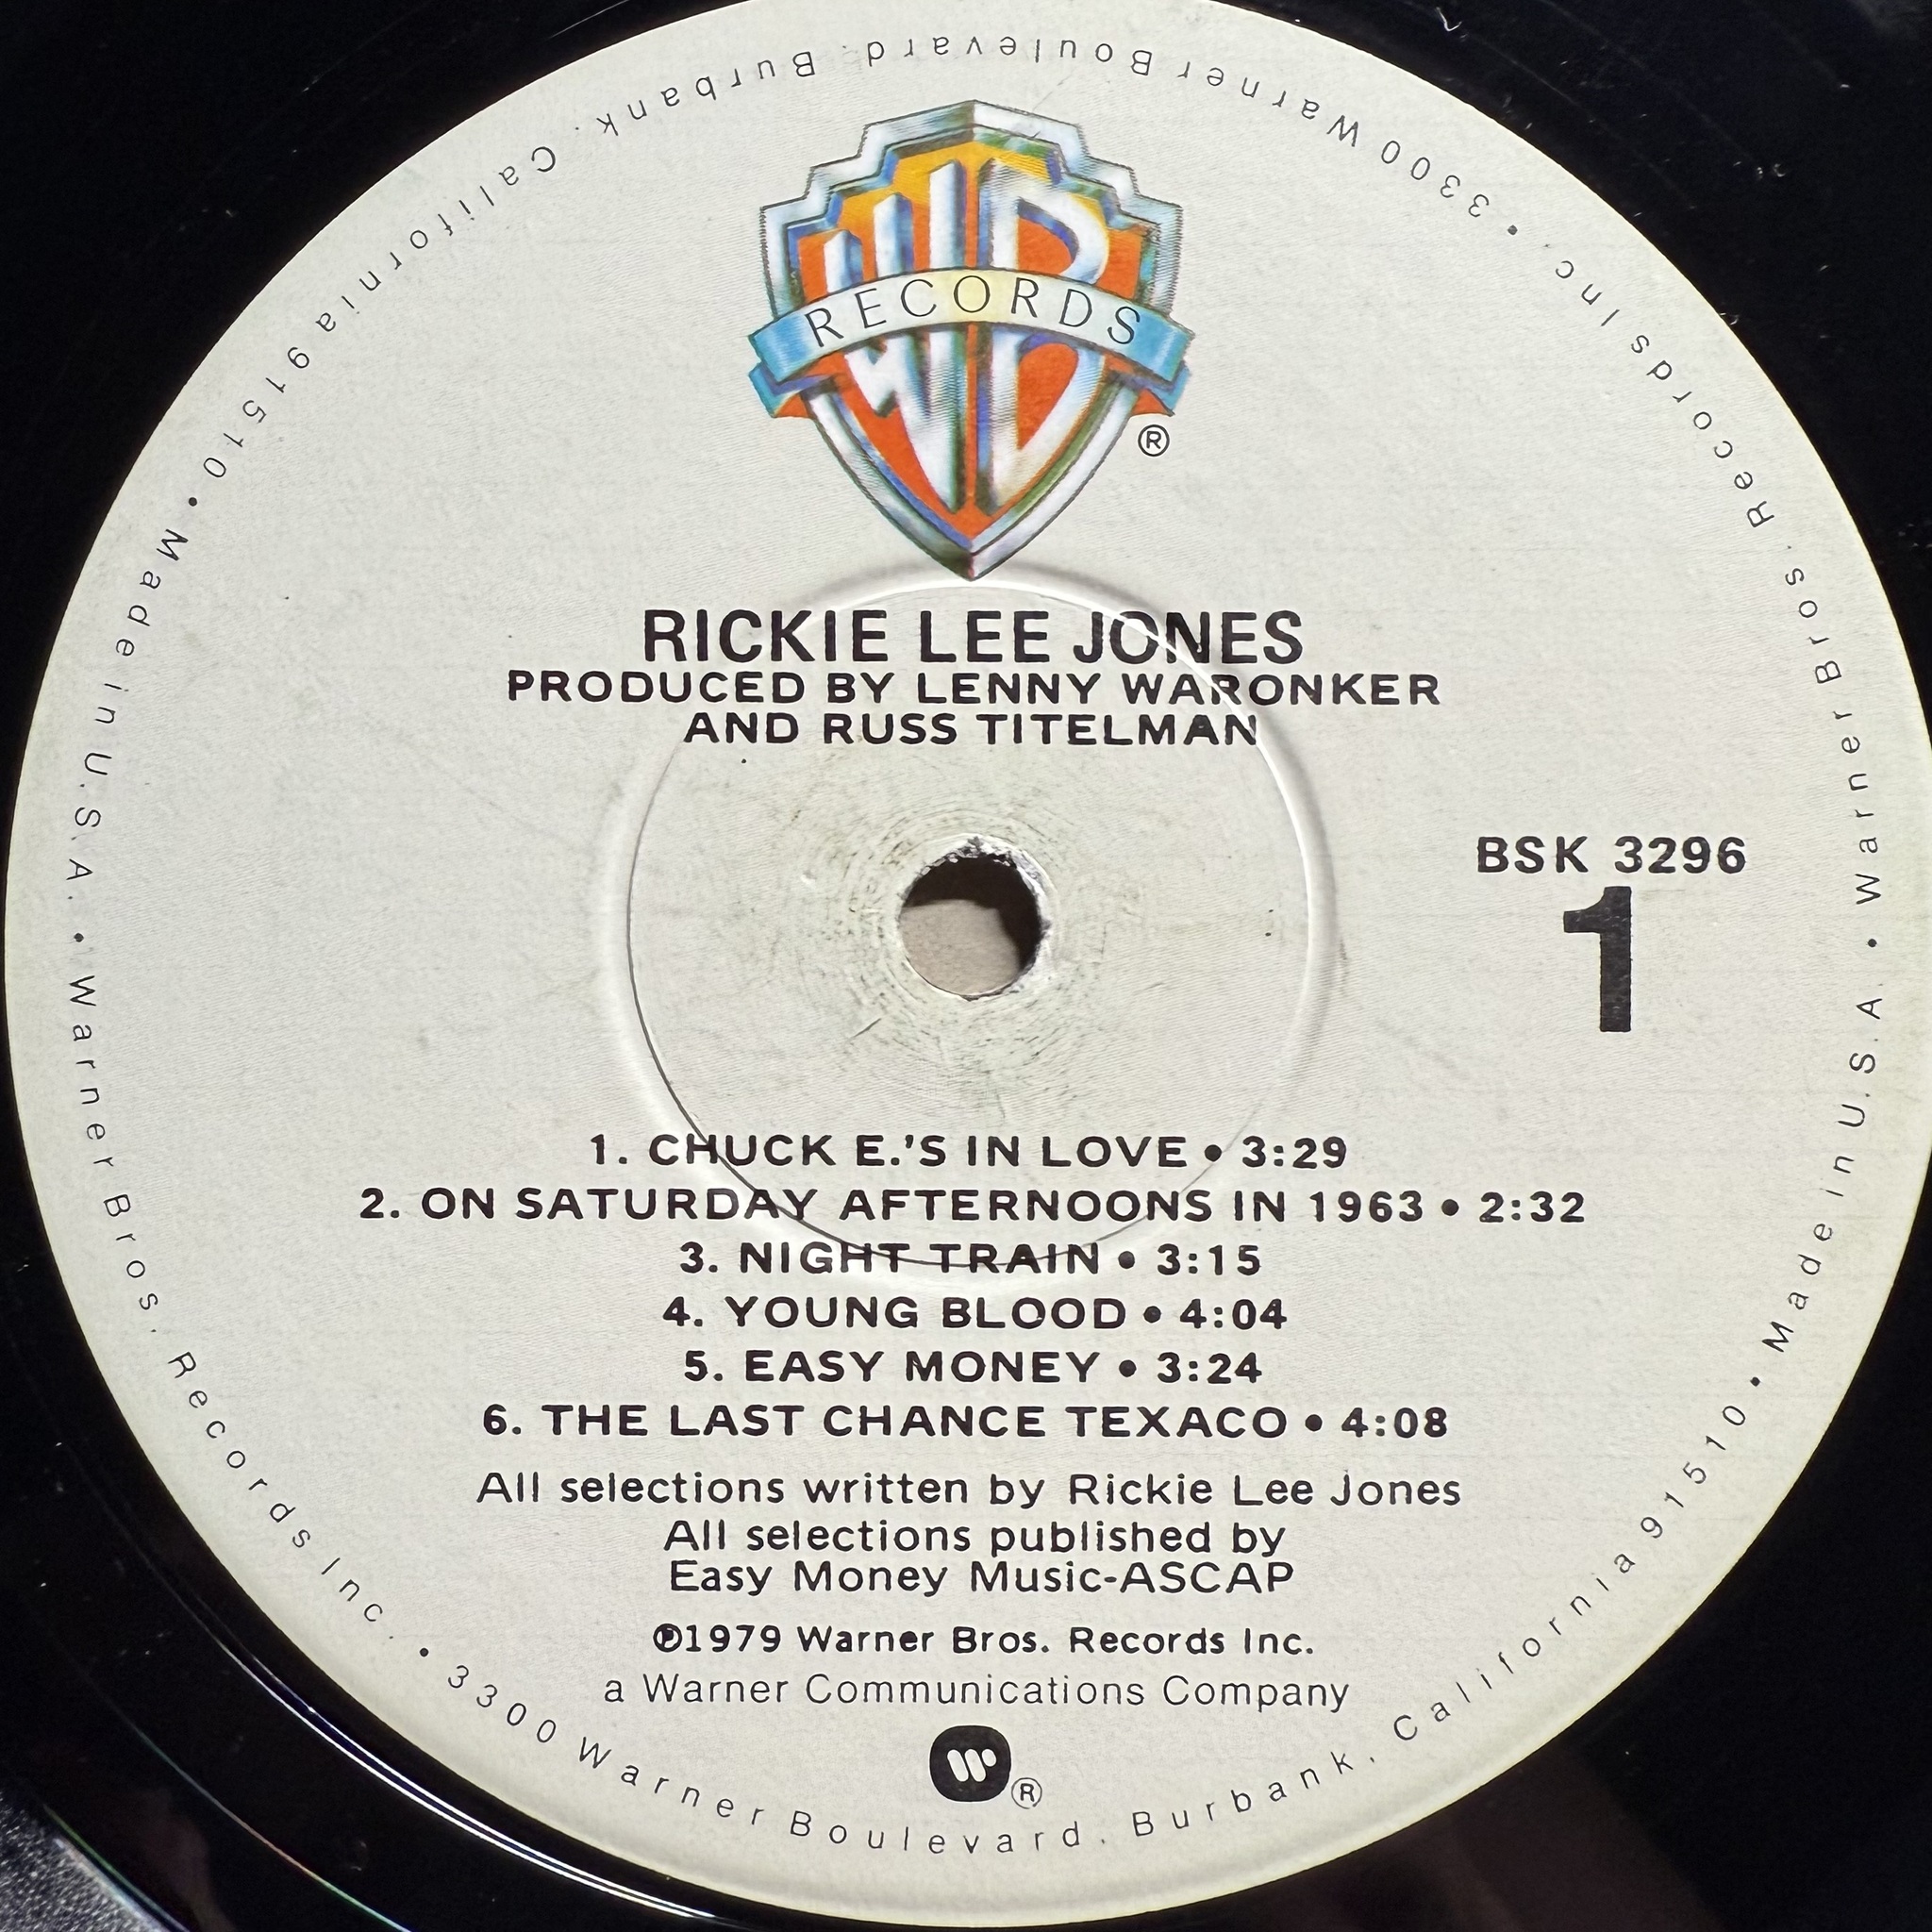 WB
RECORDS
®
RICKIE LEE JONES
PRODUCED BY LENNY WARONKER
AND RUSS TITELMAN
BSK 3296
1
1. CHUCK E.'S IN LOVE • 3:29
2. ON SATURDAY AFTERNOONS IN 1963 • 2:32
3. NIGHT TRAIN • 3:15
4. YOUNG BLOOD • 4:04
5. EASY MONEY • 3:24
6. THE LAST CHANCE TEXACO • 4:08
All selections written by Rickie Lee Jones
All selections published by
Easy Money Music-ASCAP
℗1979 Warner Bros. Records Inc.
a Warner Communications Company
W
®
Warner Bros. Records Inc. • 3300 Warner Boulevard, Burbank, California 91510 • Made in U.S.A. • Warner Bros. Records Inc. • 3300 Warner Boulevard, Burbank, California 91510 • Made in U.S.A. •